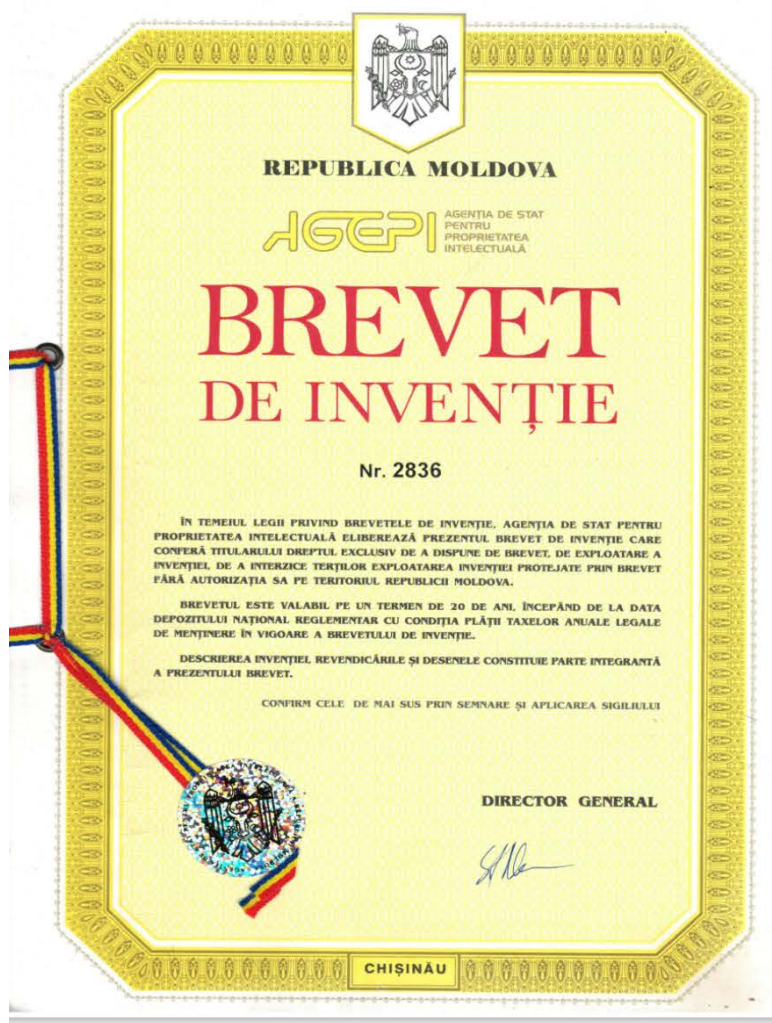 REPUBLICA MOLDOVA
AGEPI
AGENȚIA DE STAT
PENTRU
PROPRIETATEA
INTELECTUALĂ
BREVET
DE INVENȚIE
Nr. 2836
ÎN TEMEIUL LEGII PRIVIND BREVETELE DE INVENȚIE, AGENȚIA DE STAT PENTRU
PROPRIETATEA INTELECTUALĂ ELIBEREAZĂ PREZENTUL BREVET DE INVENȚIE CARE
CONFERĂ TITULARULUI DREPTUL EXCLUSIV DE A DISPUNE DE BREVET, DE EXPLOATARE A
INVENȚIEI, DE A INTERZICE TERȚILOR EXPLOATAREA INVENȚIEI PROTEJATE PRIN BREVET
FĂRĂ AUTORIZAȚIA SA PE TERITORIUL REPUBLICII MOLDOVA.
BREVETUL ESTE VALABIL PE UN TERMEN DE 20 DE ANI, ÎNCEPÂND DE LA DATA
DEPOZITULUI NAȚIONAL REGLEMENTAR CU CONDIȚIA PLĂȚII TAXELOR ANUALE LEGALE
DE MENȚINERE ÎN VIGOARE A BREVETULUI DE INVENȚIE.
DESCRIEREA INVENȚIEI, REVENDICĂRILE ȘI DESENELE CONSTITUIE PARTE INTEGRANTĂ
A PREZENTULUI BREVET.
CONFIRM CELE DE MAI SUS PRIN SEMNARE ȘI APLICAREA SIGILIULUI
DIRECTOR GENERAL
CHIȘINĂU